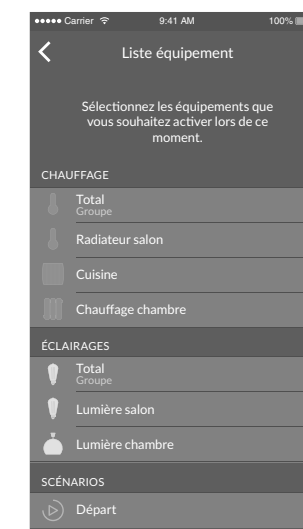 Carrier 9:41 AM 100%
Liste équipement
Sélectionnez les équipements que
vous souhaitez activer lors de ce
moment.
CHAUFFAGE
Total
Groupe
Radiateur salon
Cuisine
Chauffage chambre
ÉCLAIRAGES
Total
Groupe
Lumière salon
Lumière chambre
SCÉNARIOS
Départ